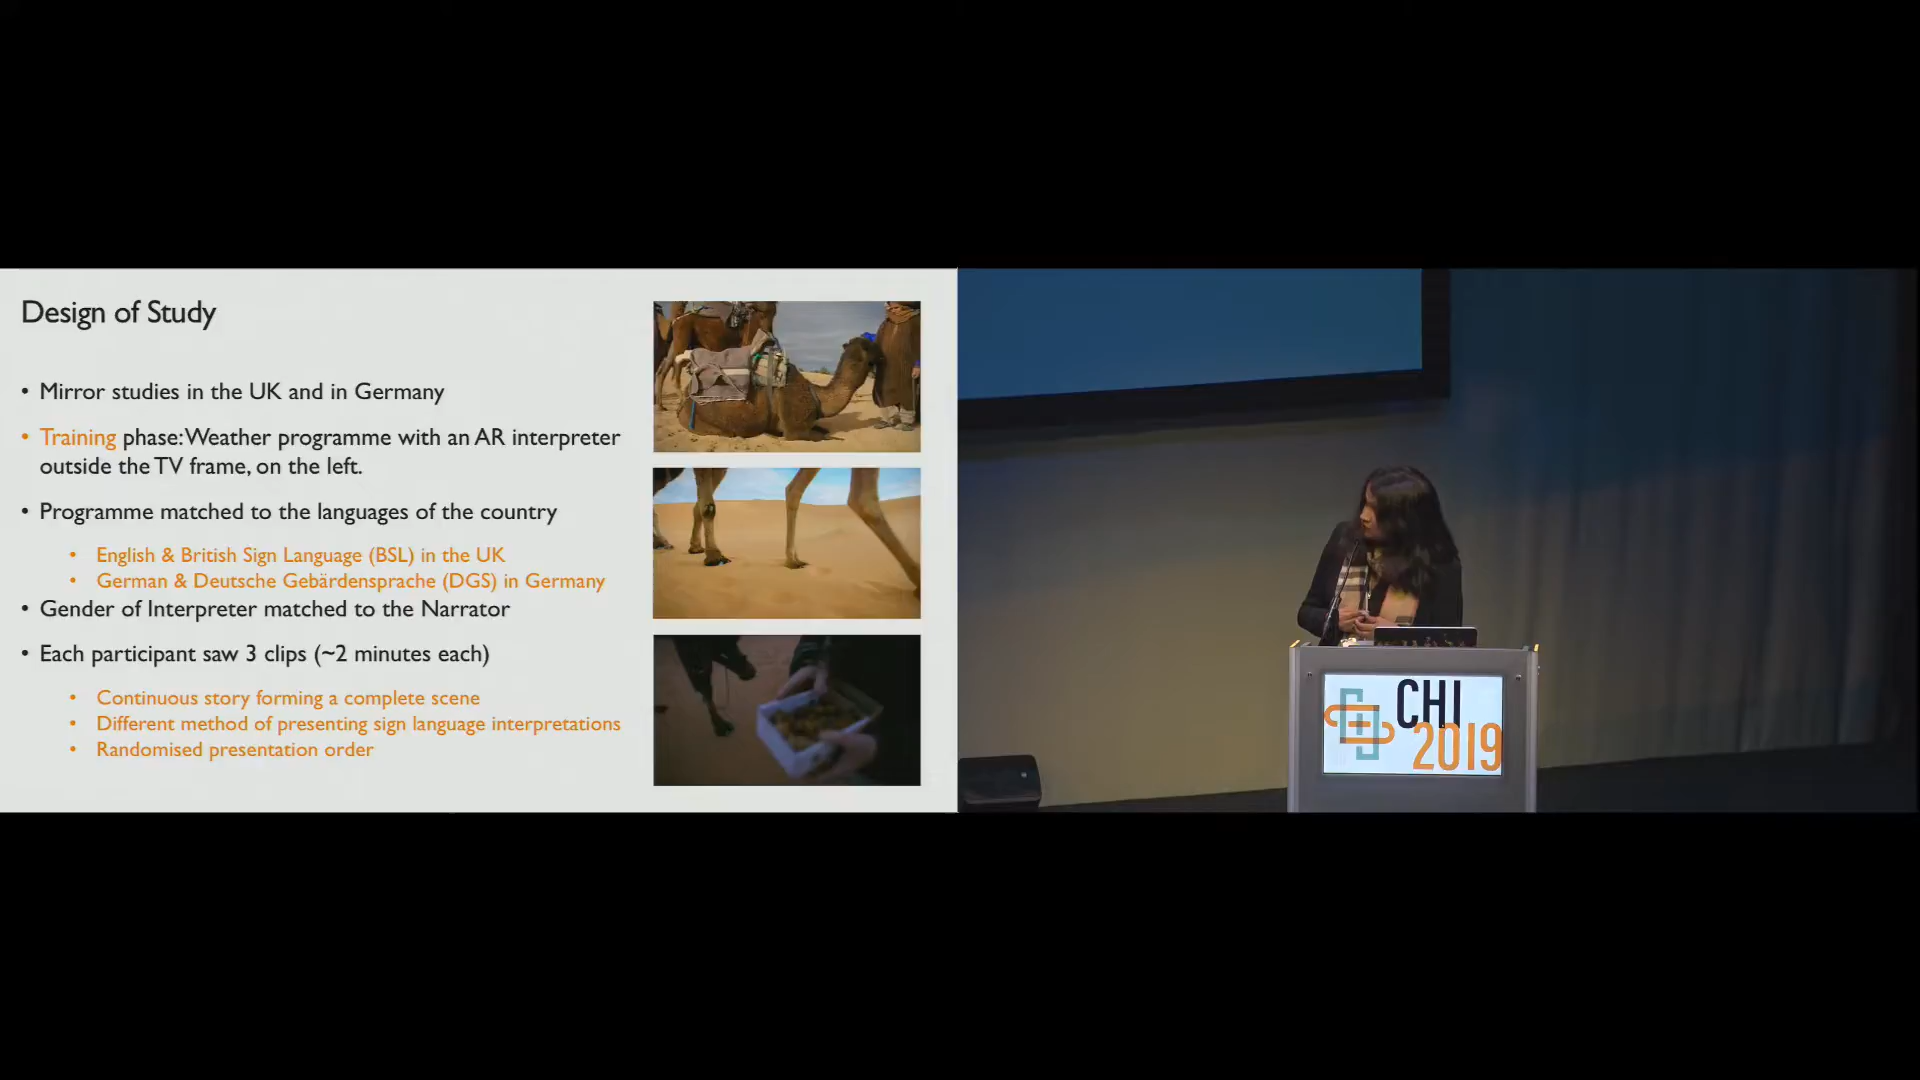 Design of Study
• Mirror studies in the UK and in Germany
• Training phase: Weather programme with an AR interpreter
outside the TV frame, on the left.
• Programme matched to the languages of the country
• English & British Sign Language (BSL) in the UK
• German & Deutsche Gebärdensprache (DGS) in Germany
• Gender of Interpreter matched to the Narrator
• Each participant saw 3 clips (~2 minutes each)
• Continuous story forming a complete scene
• Different method of presenting sign language interpretations
• Randomised presentation order
CHI
2019